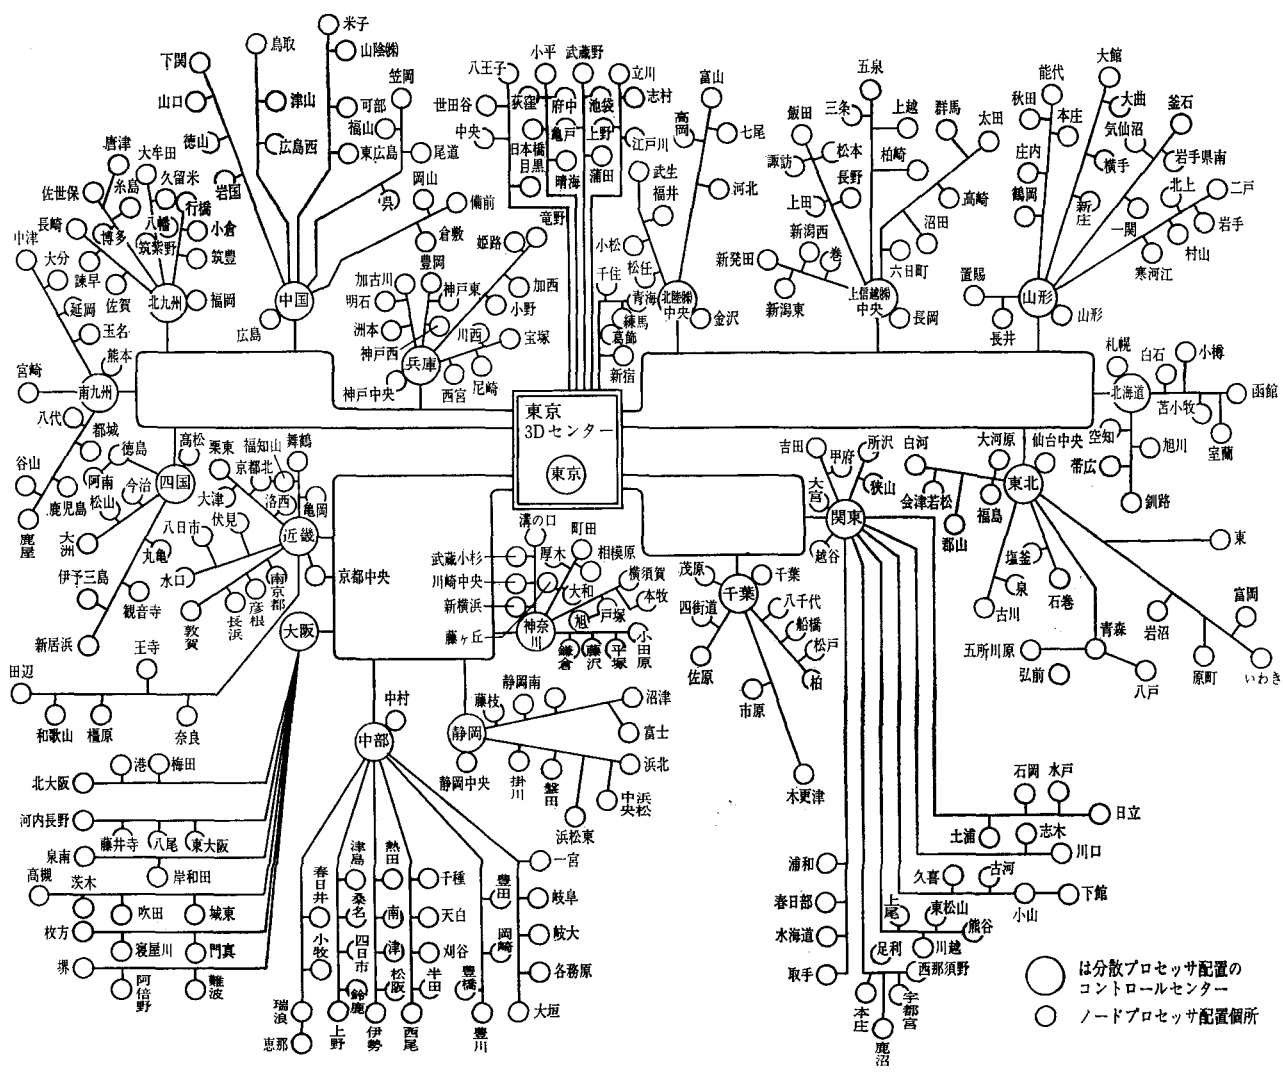 米子
鳥取
山陰㈱
下関
笠岡
山口
津山
可部
徳山
福山
広島西
東広島
尾道
岩国
岡山
呉
備前
倉敷
中国
広島
唐津
大牟田
佐世保
糸島
久留米
行橋
長崎
八幡
小倉
博多
筑紫野
筑豊
諫早
佐賀
北九州
福岡
中津
大分
延岡
玉名
熊本
宮崎
南九州
八代
都城
谷山
鹿児島
鹿屋
姫路
竜野
豊岡
加古川
神戸東
加西
明石
小野
洲本
川西
宝塚
神戸西
兵庫
神戸中央
西宮
尼崎
小平
武蔵野
八王子
立川
世田谷
荻窪
府中
池袋
志村
中央
亀戸
上野
江戸川
日本橋
目黒
晴海
蒲田
千住
青梅
練馬
葛飾
新宿
富山
高岡
七尾
武生
福井
河北
小松
松任
北陸㈱
中央
金沢
五泉
飯田
三条
上越
群馬
太田
諏訪
松本
柏崎
長野
上田
高崎
新潟西
沼田
新発田
巻
六日町
新潟東
上信越㈱
中央
長岡
大館
能代
秋田
大曲
釜石
本庄
気仙沼
庄内
横手
岩手県南
鶴岡
新庄
北上
二戸
一関
岩手
村山
置賜
寒河江
山形
長井
山形
札幌
白石
小樽
北海道
苫小牧
函館
空知
旭川
室蘭
帯広
釧路
東京
3Dセンター
東京
高松
徳島
阿南
今治
四国
松山
大洲
丸亀
伊予三島
観音寺
新居浜
舞鶴
福知山
栗東
京都北
大津
洛西
亀岡
伏見
八日市
近畿
水口
京都中央
南京都
彦根
長浜
敦賀
大阪
王寺
田辺
和歌山
橿原
奈良
港
梅田
北大阪
河内長野
藤井寺
八尾
東大阪
泉南
岸和田
高槻
茨木
吹田
城東
枚方
寝屋川
門真
堺
阿倍野
難波
溝の口
町田
武蔵小杉
厚木
相模原
川崎中央
大和
横須賀
新横浜
本牧
旭
戸塚
藤ヶ丘
神奈川
鎌倉
藤沢
平塚
小田原
中村
中部
静岡南
藤枝
沼津
静岡
富士
静岡中央
浜北
掛川
磐田
浜松中央
浜松東
津島
熱田
一宮
春日井
桑名
千種
豊田
岐阜
南
天白
岡崎
岐大
小牧
四日市
津
刈谷
各務原
松阪
半田
豊橋
鈴鹿
瑞浪
大垣
恵那
上野
伊勢
西尾
豊川
吉田
甲府
所沢
大宮
狭山
関東
越谷
茂原
千葉
千葉
四街道
八千代
船橋
松戸
佐原
柏
市原
木更津
白河
大河原
仙台中央
会津若松
福島
東北
郡山
東
塩釜
泉
石巻
富岡
古川
岩沼
青森
五所川原
弘前
八戸
原町
いわき
石岡
水戸
日立
土浦
志木
浦和
川口
久喜
古河
春日部
下館
小山
上尾
東松山
水海道
熊谷
足利
川越
取手
西那須野
本庄
宇都宮
鹿沼
は分散プロセッサ配置の
コントロールセンター
ノードプロセッサ配置個所